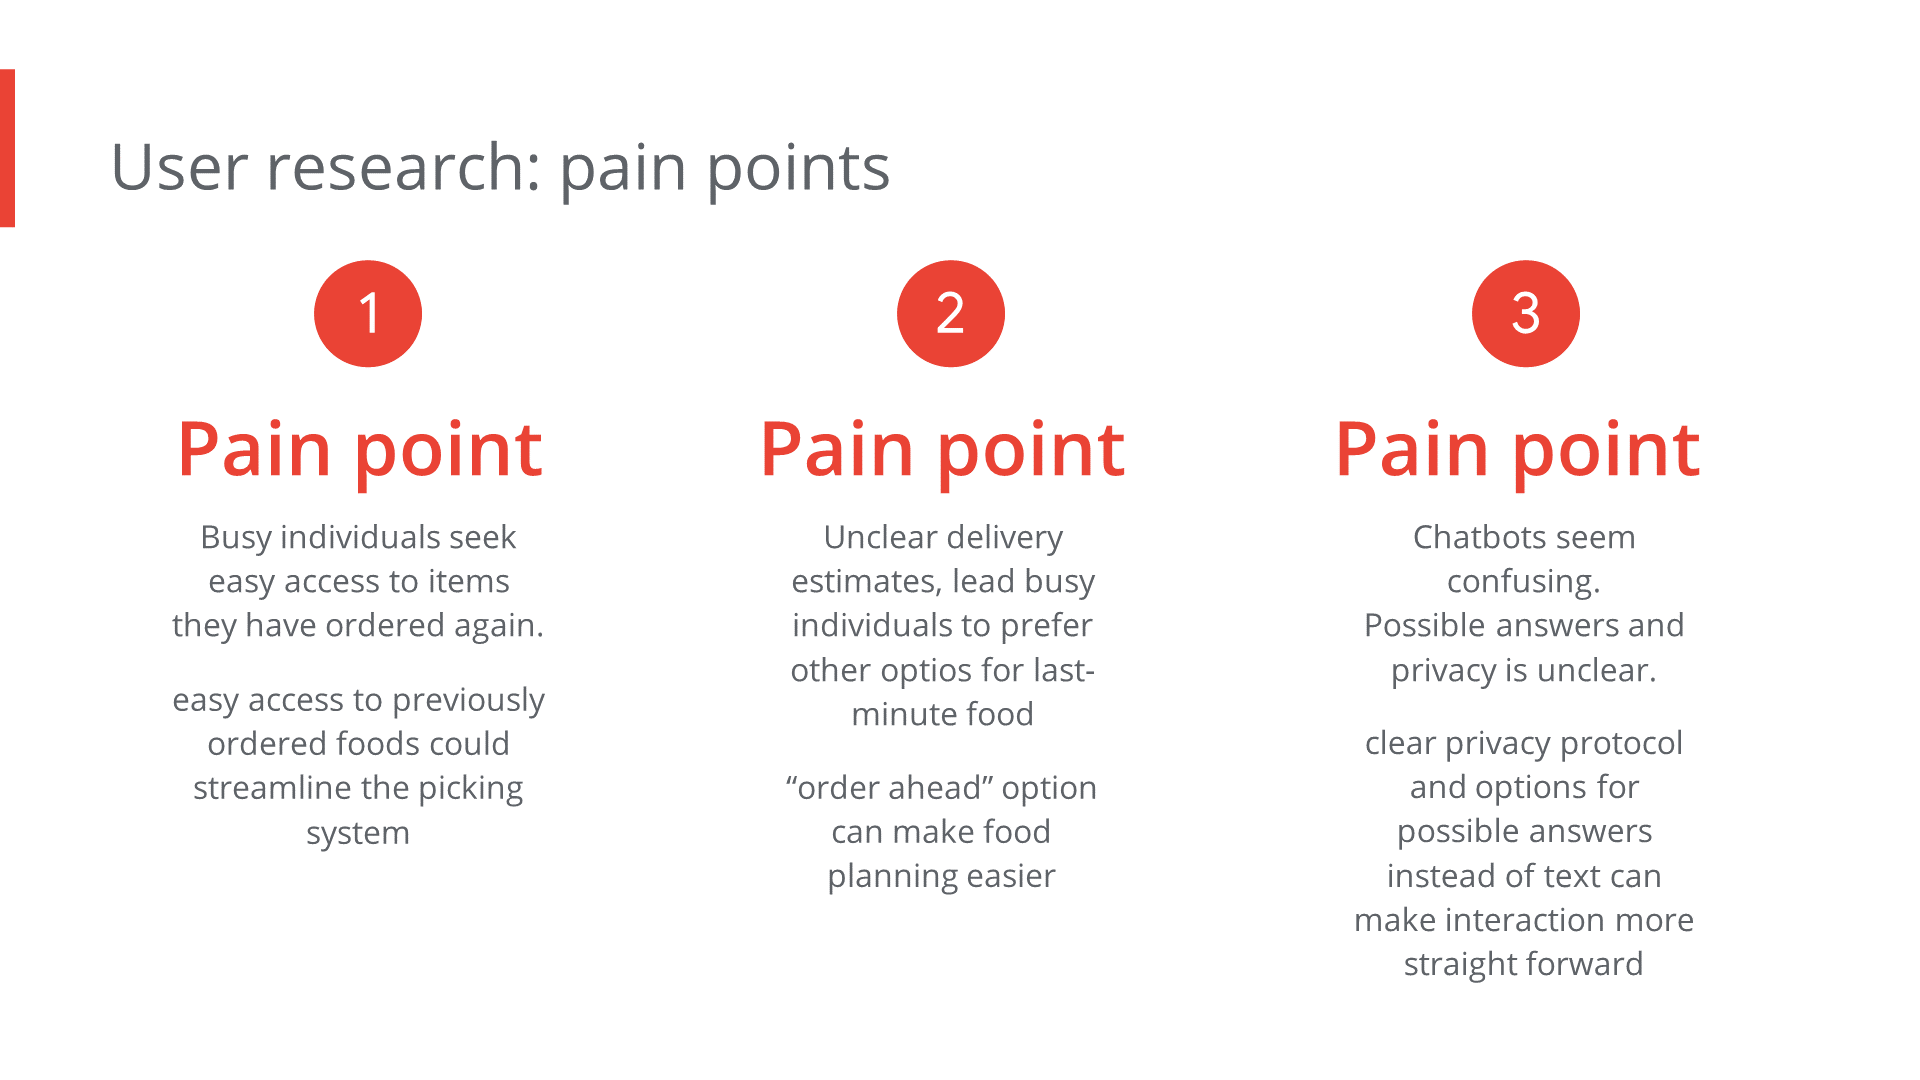 User research: pain points
1
Pain point
Busy individuals seek
easy access to items
they have ordered again.
easy access to previously
ordered foods could
streamline the picking
system
2
Pain point
Unclear delivery
estimates, lead busy
individuals to prefer
other optios for last-
minute food
“order ahead” option
can make food
planning easier
3
Pain point
Chatbots seem
confusing.
Possible answers and
privacy is unclear.
clear privacy protocol
and options for
possible answers
instead of text can
make interaction more
straight forward